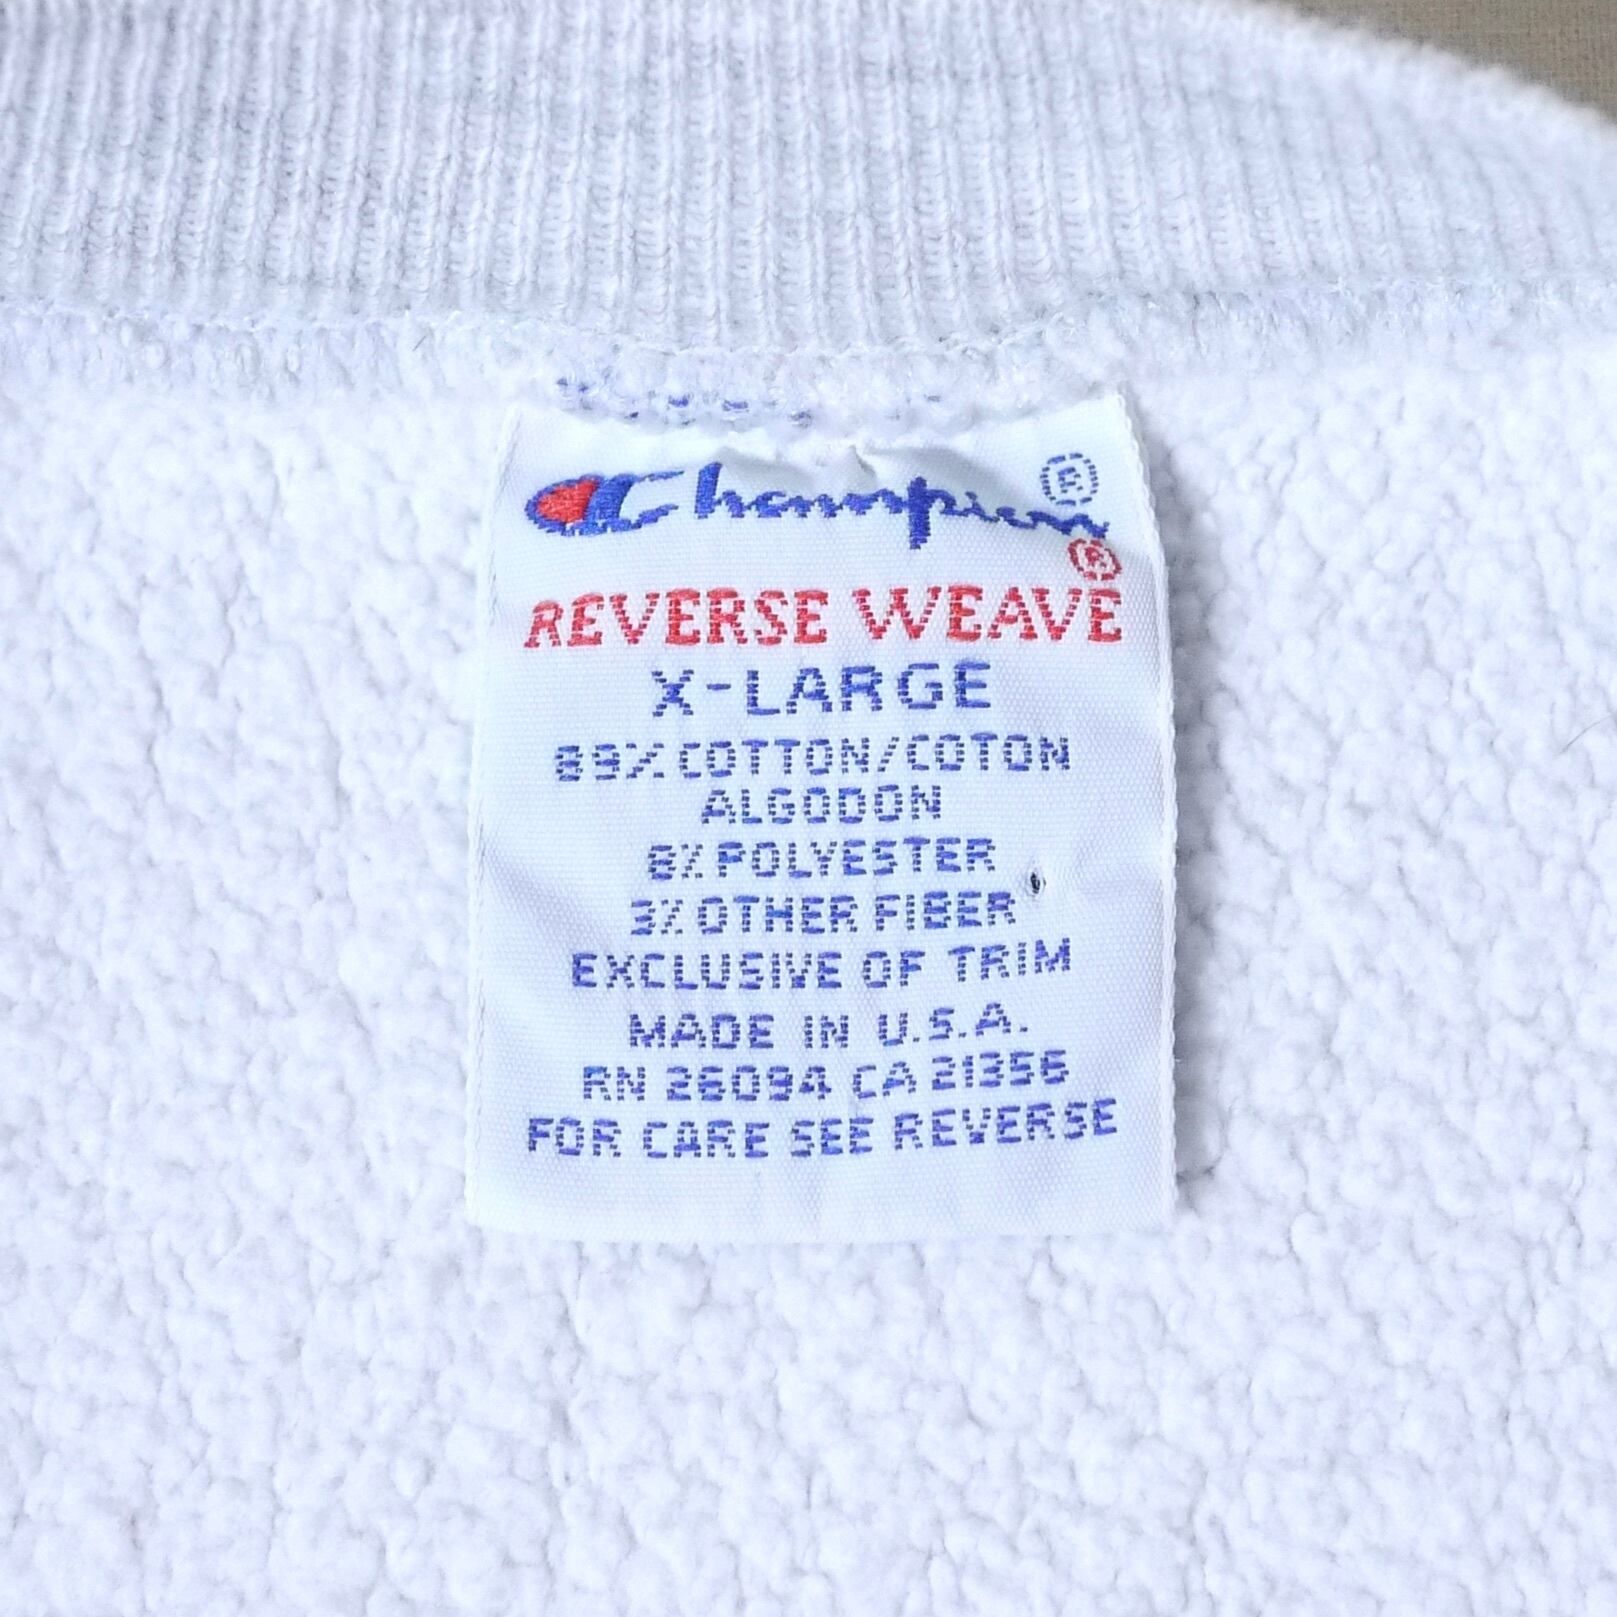 Champion®
REVERSE WEAVE®
X-LARGE
89% COTTON/COTON
ALGODON
8% POLYESTER
3% OTHER FIBER
EXCLUSIVE OF TRIM
MADE IN U.S.A.
RN 26094 CA 21356
FOR CARE SEE REVERSE